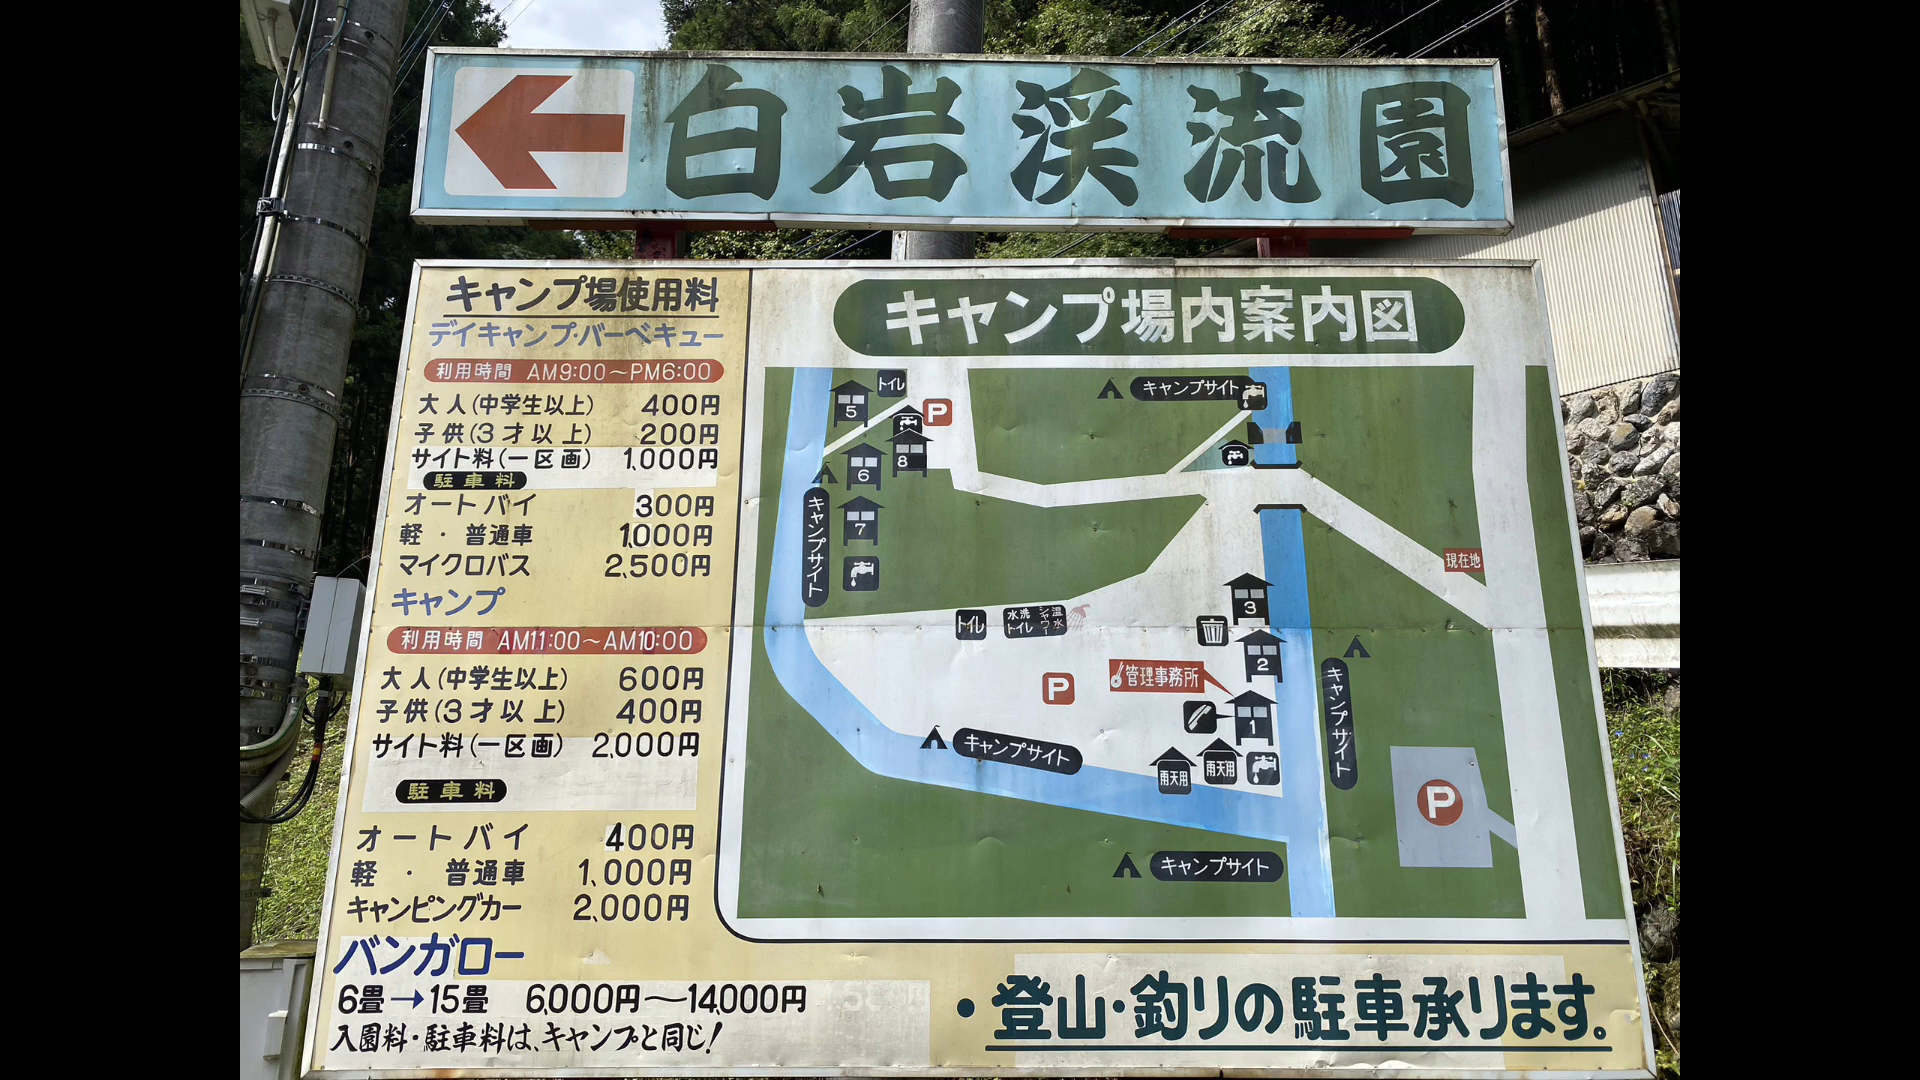 白岩渓流園
キャンプ場使用料
デイキャンプ・バーベキュー
利用時間 AM9:00〜PM6:00
大人(中学生以上) 400円
子供(3才以上) 200円
サイト料(一区画) 1,000円
駐車料
オートバイ 300円
軽・普通車 1,000円
マイクロバス 2,500円
キャンプ
利用時間 AM11:00〜AM10:00
大人(中学生以上) 600円
子供(3才以上) 400円
サイト料(一区画) 2,000円
駐車料
オートバイ 400円
軽・普通車 1,000円
キャンピングカー 2,000円
バンガロー
6畳→15畳 6,000円〜14,000円
入園料・駐車料は、キャンプと同じ!
キャンプ場内案内図
5
トイレ
P
8
6
7
キャンプサイト
キャンプサイト
現在地
トイレ
水洗トイレ
温水シャワー
3
2
管理事務所
P
1
雨天用
雨天用
キャンプサイト
キャンプサイト
P
キャンプサイト
・登山・釣りの駐車承ります。